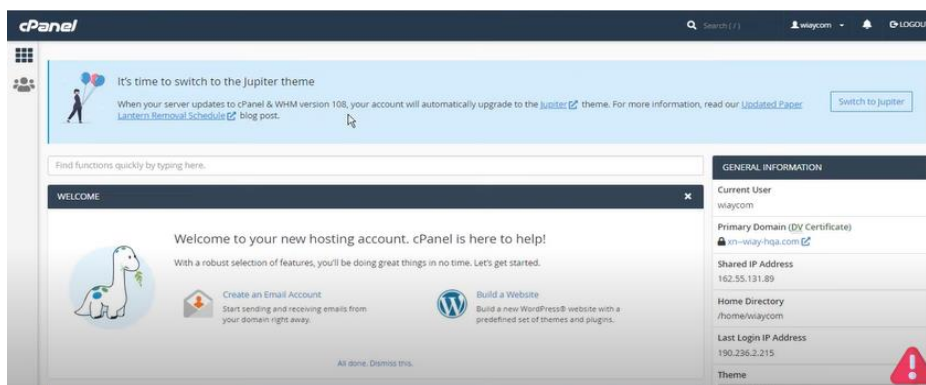 cPanel
Search ( / )
wiaycom
LOGOU
It's time to switch to the Jupiter theme
When your server updates to cPanel & WHM version 108, your account will automatically upgrade to the Jupiter theme. For more information, read our Updated Paper
Lantern Removal Schedule blog post.
Switch to Jupiter
Find functions quickly by typing here.
GENERAL INFORMATION
WELCOME
Current User
wiaycom
Primary Domain (DV Certificate)
xn--wiay-hqa.com
Welcome to your new hosting account. cPanel is here to help!
With a robust selection of features, you'll be doing great things in no time. Let's get started.
Shared IP Address
162.55.131.89
Create an Email Account
Start sending and receiving emails from
your domain right away.
Build a Website
Build a new WordPress® website with a
predefined set of themes and plugins.
Home Directory
/home/wiaycom
Last Login IP Address
190.236.2.215
All done. Dismiss this.
Theme